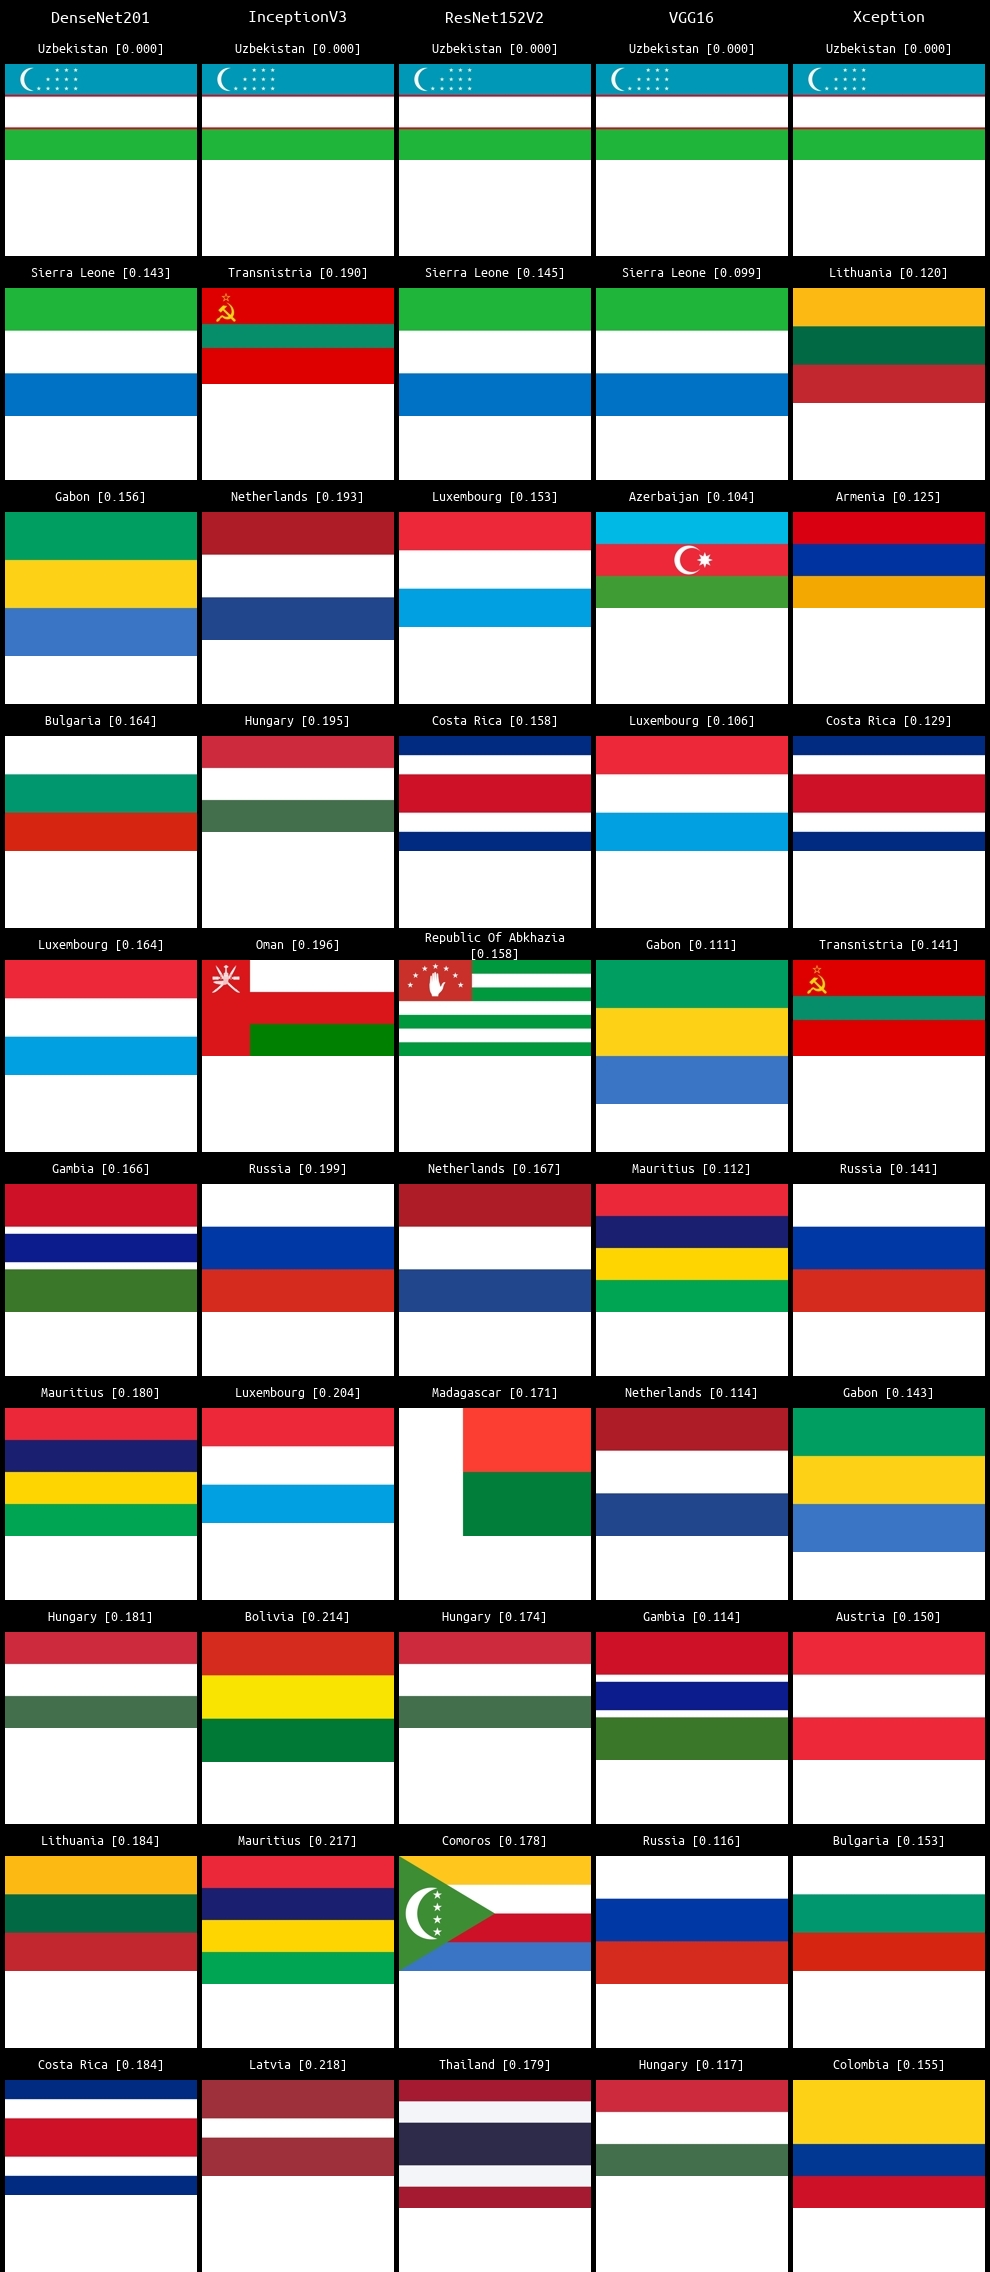 DenseNet201 InceptionV3 ResNet152V2 VGG16 Xception
Uzbekistan [0.000] Uzbekistan [0.000] Uzbekistan [0.000] Uzbekistan [0.000] Uzbekistan [0.000]
Sierra Leone [0.143] Transnistria [0.190] Sierra Leone [0.145] Sierra Leone [0.099] Lithuania [0.120]
Gabon [0.156] Netherlands [0.193] Luxembourg [0.153] Azerbaijan [0.104] Armenia [0.125]
Bulgaria [0.164] Hungary [0.195] Costa Rica [0.158] Luxembourg [0.106] Costa Rica [0.129]
Luxembourg [0.164] Oman [0.196] Republic Of Abkhazia Gabon [0.111] Transnistria [0.141]
[0.158]
Gambia [0.166] Russia [0.199] Netherlands [0.167] Mauritius [0.112] Russia [0.141]
Mauritius [0.180] Luxembourg [0.204] Madagascar [0.171] Netherlands [0.114] Gabon [0.143]
Hungary [0.181] Bolivia [0.214] Hungary [0.174] Gambia [0.114] Austria [0.150]
Lithuania [0.184] Mauritius [0.217] Comoros [0.178] Russia [0.116] Bulgaria [0.153]
Costa Rica [0.184] Latvia [0.218] Thailand [0.179] Hungary [0.117] Colombia [0.155]